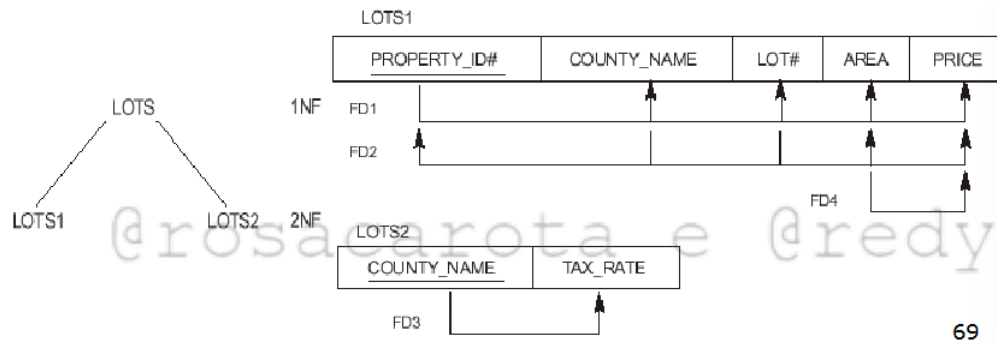 LOTS1
PROPERTY_ID# COUNTY_NAME LOT# AREA PRICE
LOTS 1NF FD1
FD2
FD4
LOTS1 LOTS2 2NF
@rosacarota e @redy
LOTS2
COUNTY_NAME TAX_RATE
FD3
69